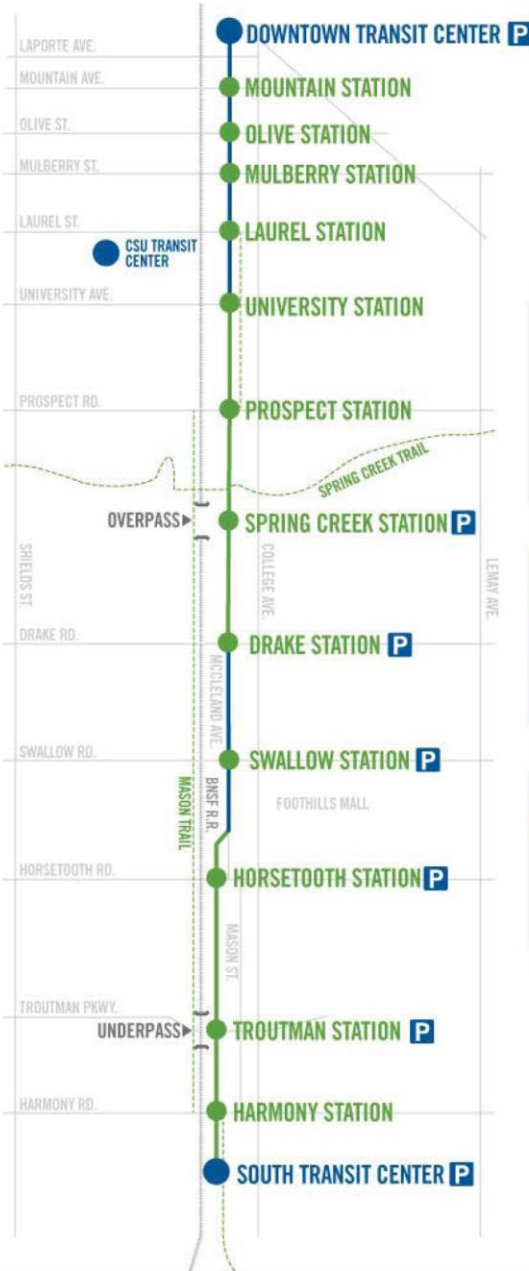 DOWNTOWN TRANSIT CENTER P
LAPORTE AVE.
MOUNTAIN AVE.
MOUNTAIN STATION
OLIVE ST.
OLIVE STATION
MULBERRY ST.
MULBERRY STATION
LAUREL ST.
LAUREL STATION
CSU TRANSIT
CENTER
UNIVERSITY AVE.
UNIVERSITY STATION
PROSPECT RD.
PROSPECT STATION
SPRING CREEK TRAIL
OVERPASS
SPRING CREEK STATION P
SHIELDS ST.
COLLEGE AVE.
LEMAY AVE.
DRAKE RD.
DRAKE STATION P
MCCLELAND AVE.
SWALLOW RD.
SWALLOW STATION P
MASON TRAIL
BNSF R.R.
FOOTHILLS MALL
HORSETOOTH RD.
HORSETOOTH STATION P
MASON ST.
TROUTMAN PKWY.
UNDERPASS
TROUTMAN STATION P
HARMONY RD.
HARMONY STATION
SOUTH TRANSIT CENTER P